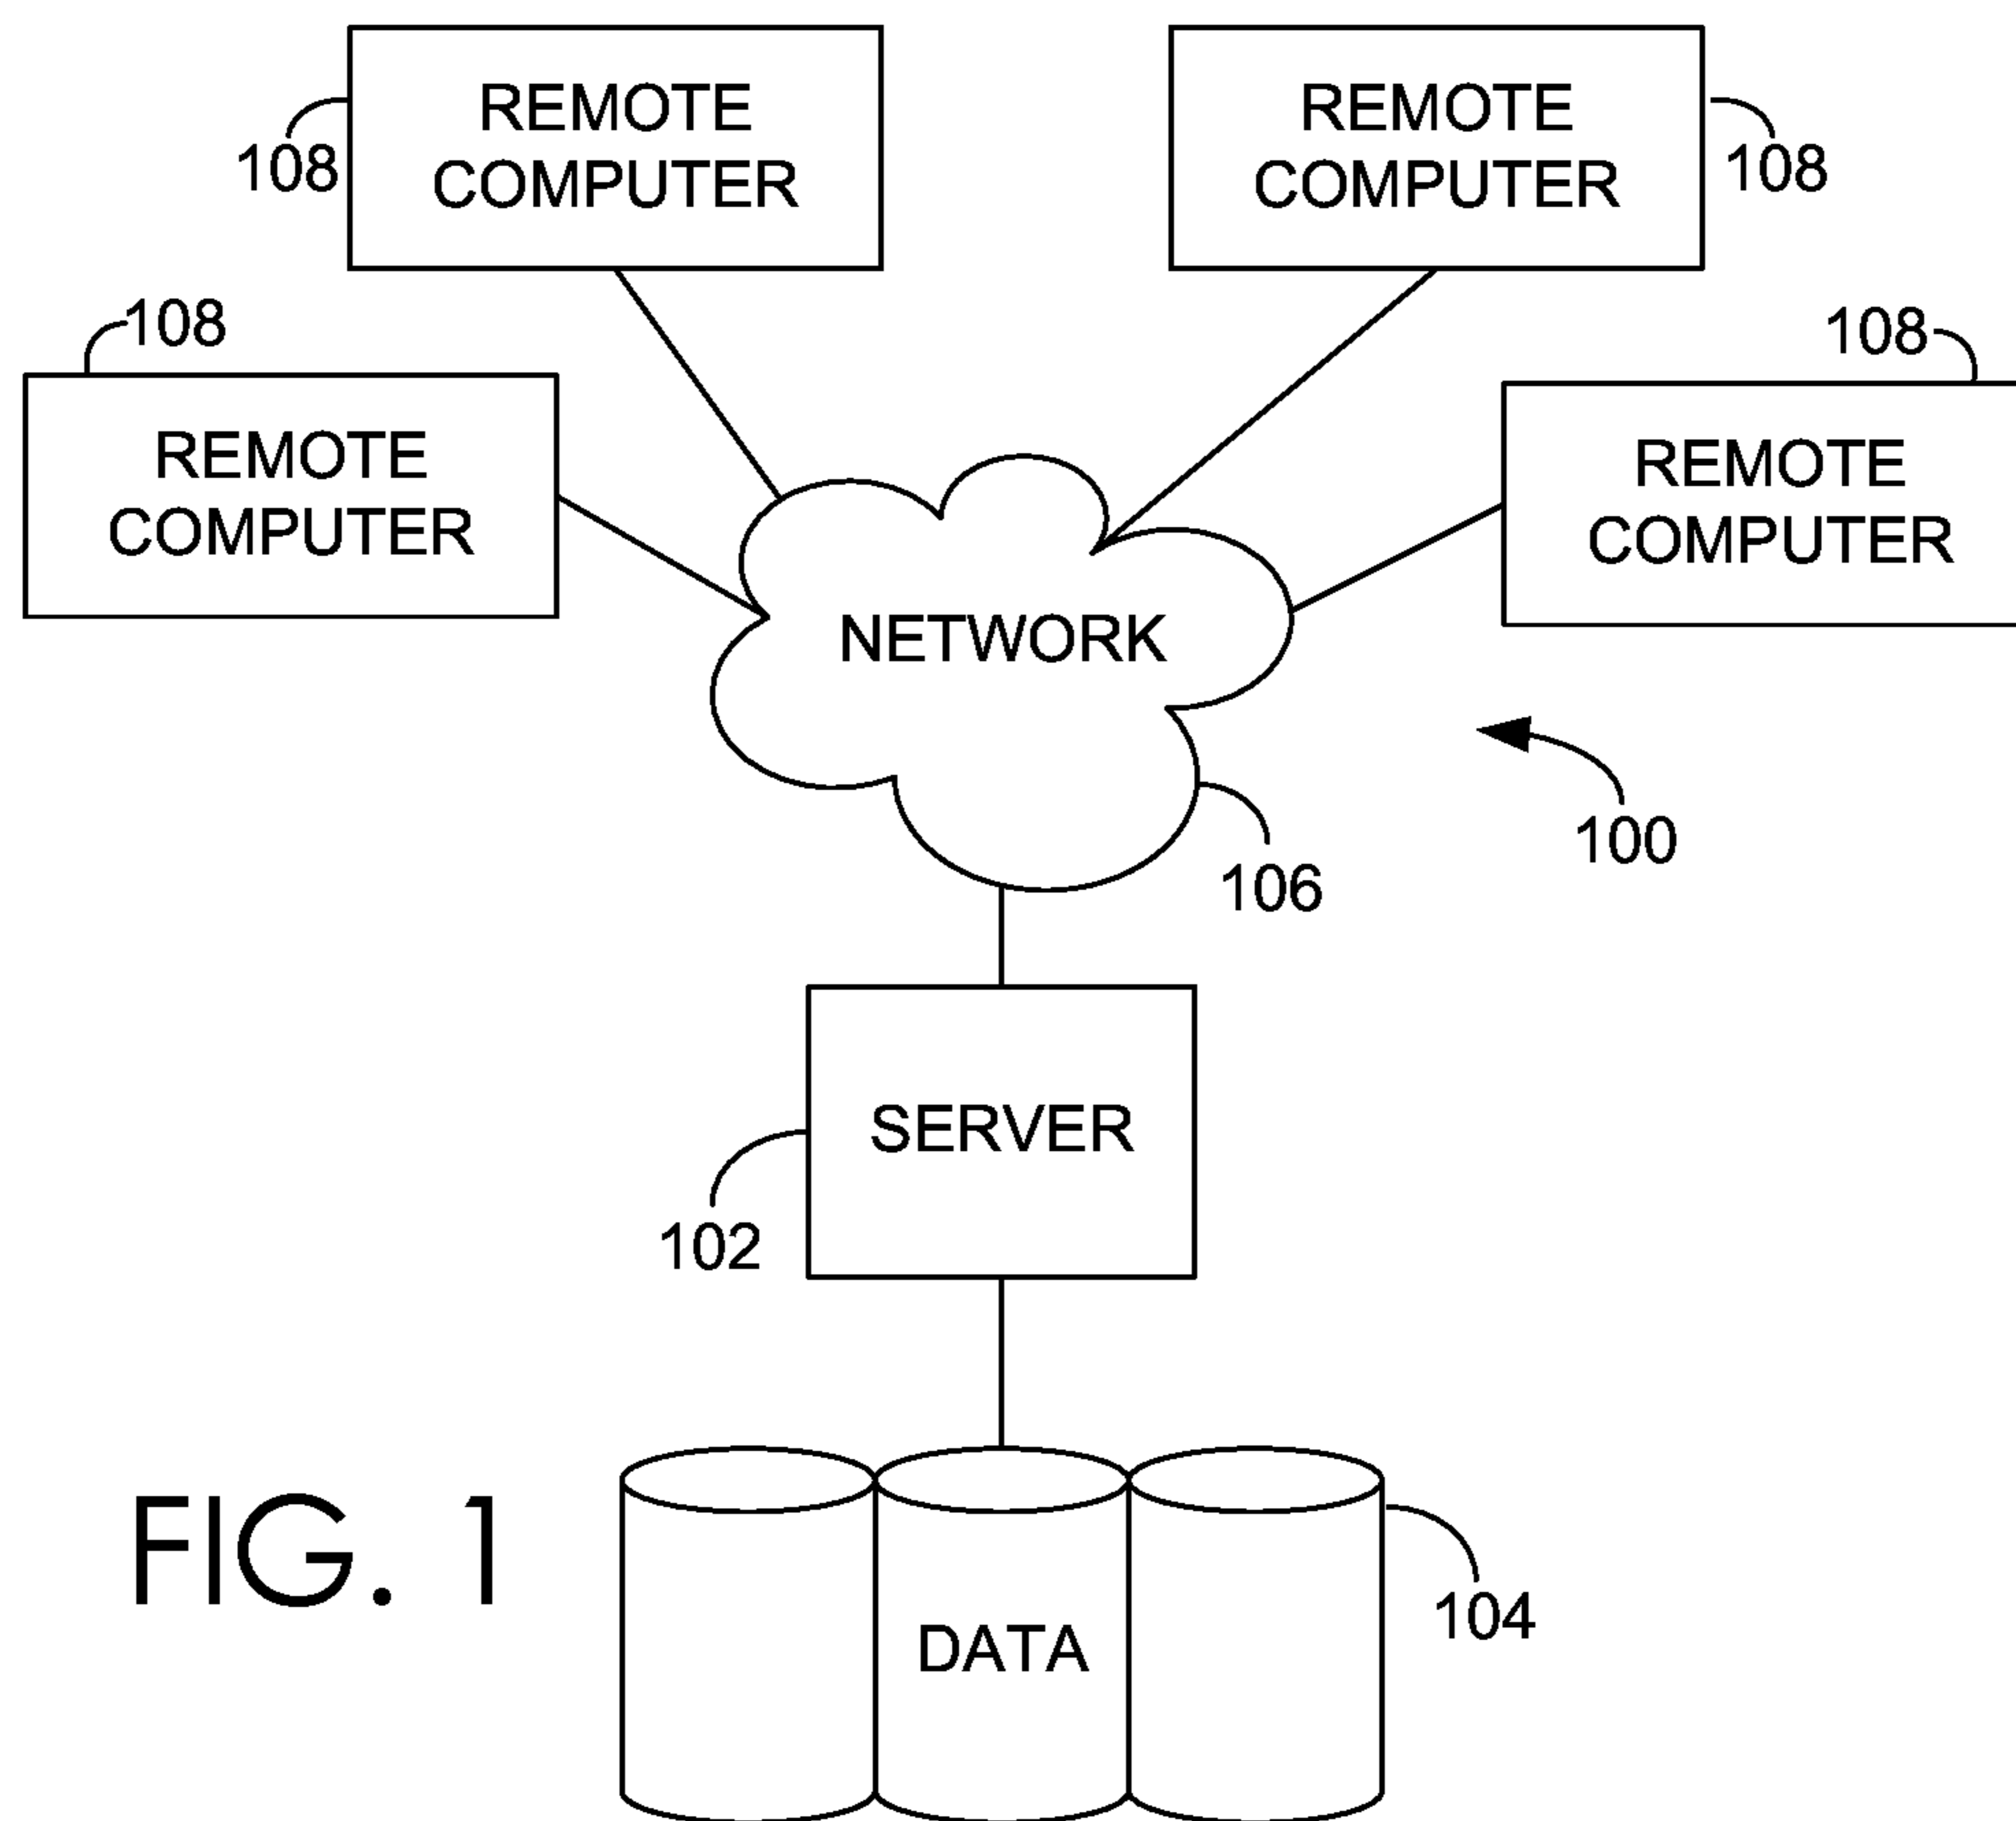 REMOTE
COMPUTER
108
REMOTE
COMPUTER
108
108
REMOTE
COMPUTER
108
REMOTE
COMPUTER
NETWORK
100
106
SERVER
102
FIG. 1
DATA
104